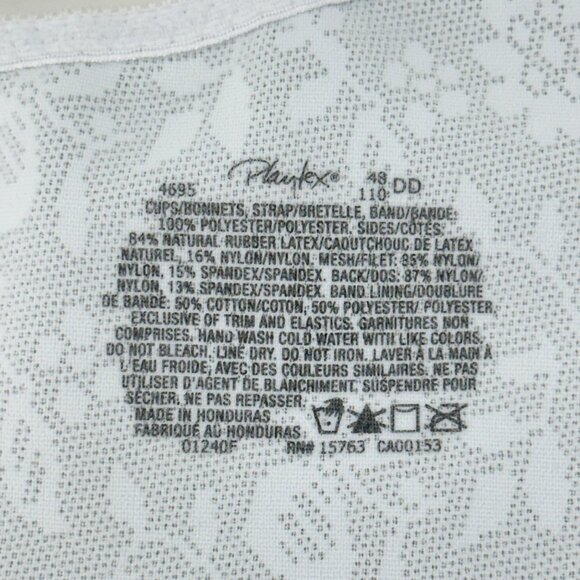 Playtex®
4695 48 DD
110
CUPS/BONNETS, STRAP/BRETELLE, BAND/BANDE:
100% POLYESTER/POLYESTER. SIDES/CÔTÉS:
84% NATURAL RUBBER LATEX/CAOUTCHOUC DE LATEX
NATUREL, 16% NYLON/NYLON. MESH/FILET: 85% NYLON/
NYLON, 15% SPANDEX/SPANDEX. BACK/DOS: 87% NYLON/
NYLON, 13% SPANDEX/SPANDEX. BAND LINING/DOUBLURE
DE BANDE: 50% COTTON/COTON, 50% POLYESTER/ POLYESTER.
EXCLUSIVE OF TRIM AND ELASTICS. GARNITURES NON
COMPRISES. HAND WASH COLD WATER WITH LIKE COLORS.
DO NOT BLEACH. LINE DRY. DO NOT IRON. LAVER À LA MAIN À
L'EAU FROIDE, AVEC DES COULEURS SIMILAIRES. NE PAS
UTILISER D'AGENT DE BLANCHIMENT. SUSPENDRE POUR
SÉCHER. NE PAS REPASSER.
MADE IN HONDURAS
FABRIQUÉ AU HONDURAS
01240F RN# 15763 CA00153